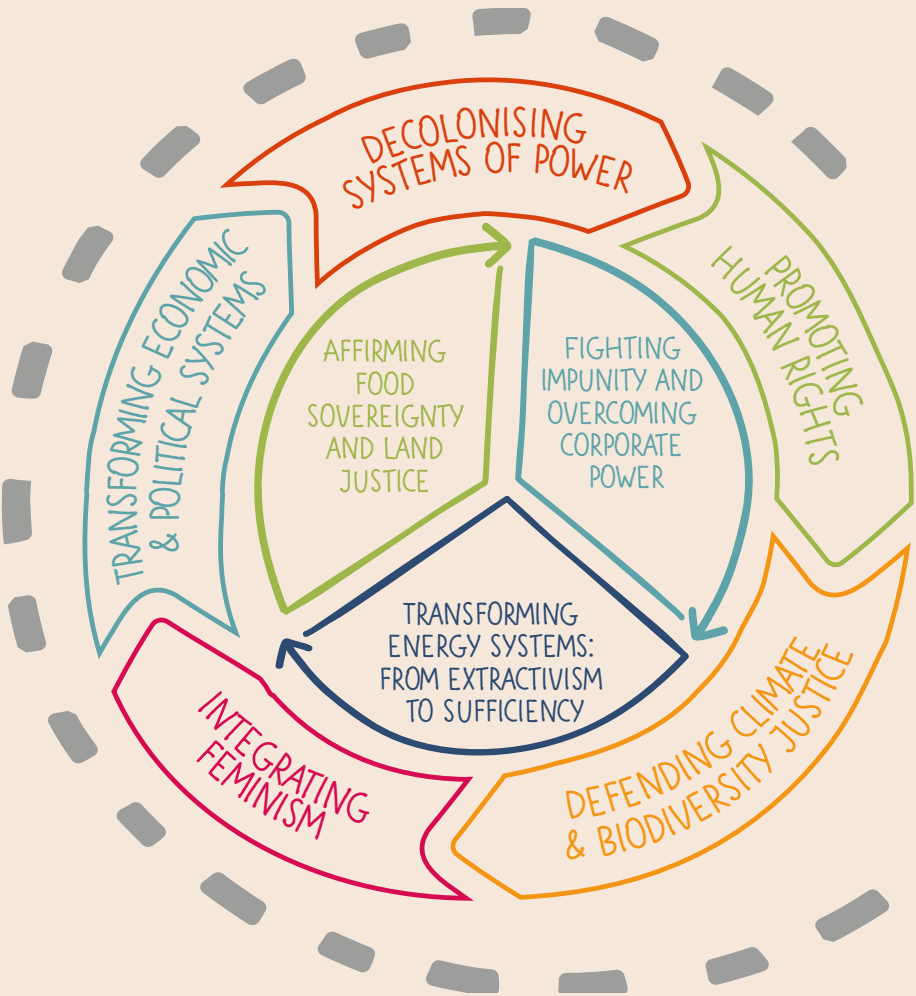 DECOLONISING
SYSTEMS OF POWER
PROMOTING
HUMAN RIGHTS
DEFENDING CLIMATE
& BIODIVERSITY JUSTICE
INTEGRATING
FEMINISM
TRANSFORMING ECONOMIC
& POLITICAL SYSTEMS
AFFIRMING
FOOD
SOVEREIGNTY
AND LAND
JUSTICE
FIGHTING
IMPUNITY AND
OVERCOMING
CORPORATE
POWER
TRANSFORMING
ENERGY SYSTEMS:
FROM EXTRACTIVISM
TO SUFFICIENCY